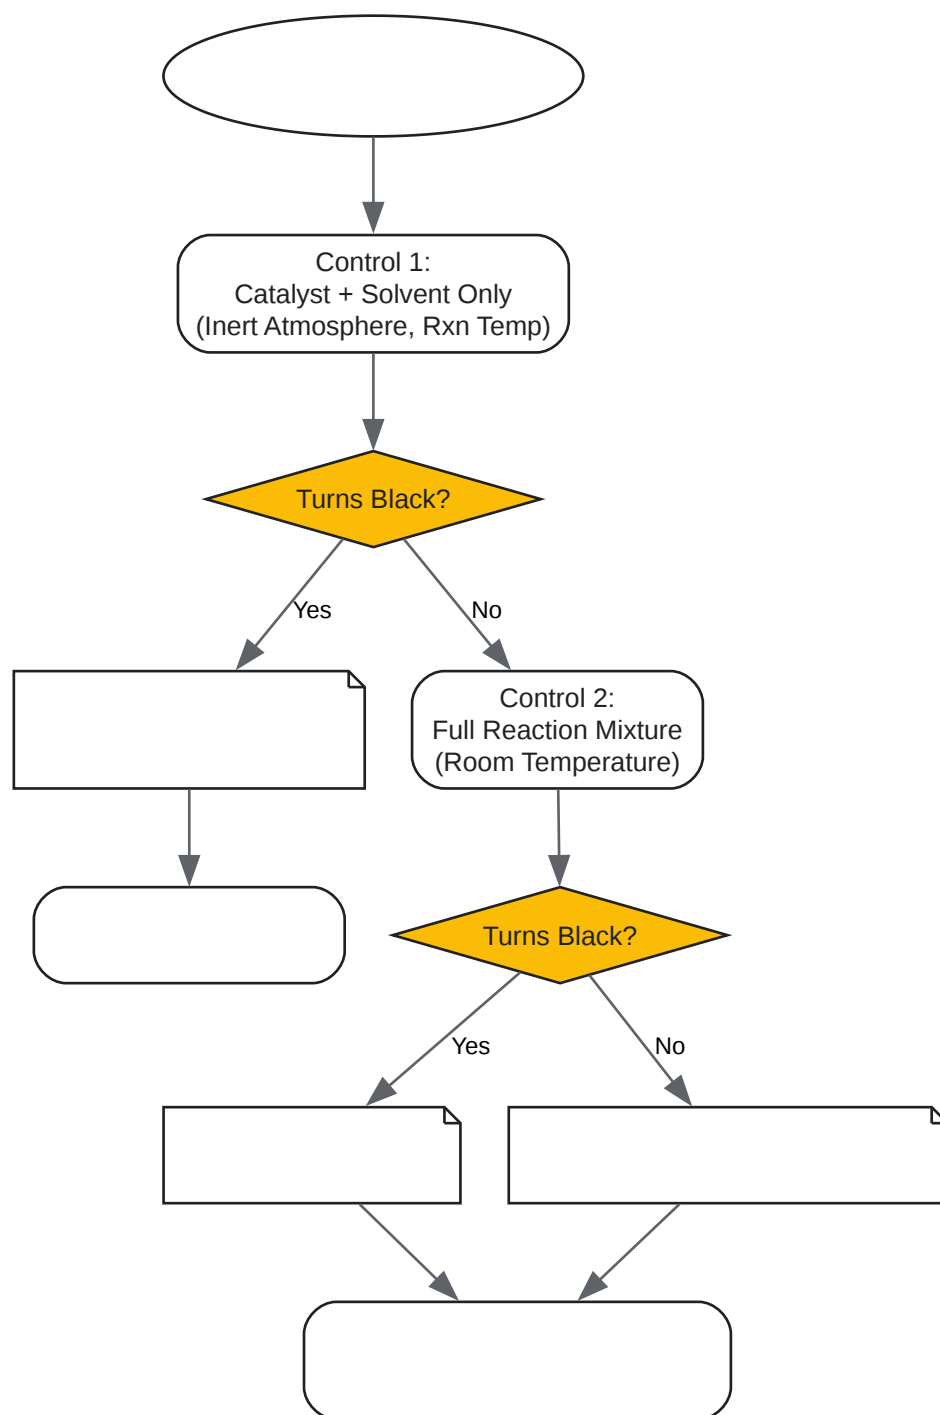 Control 1:
Catalyst + Solvent Only
(Inert Atmosphere, Rxn Temp)
Turns Black?
Yes
No
Control 2:
Full Reaction Mixture
(Room Temperature)
Turns Black?
Yes
No